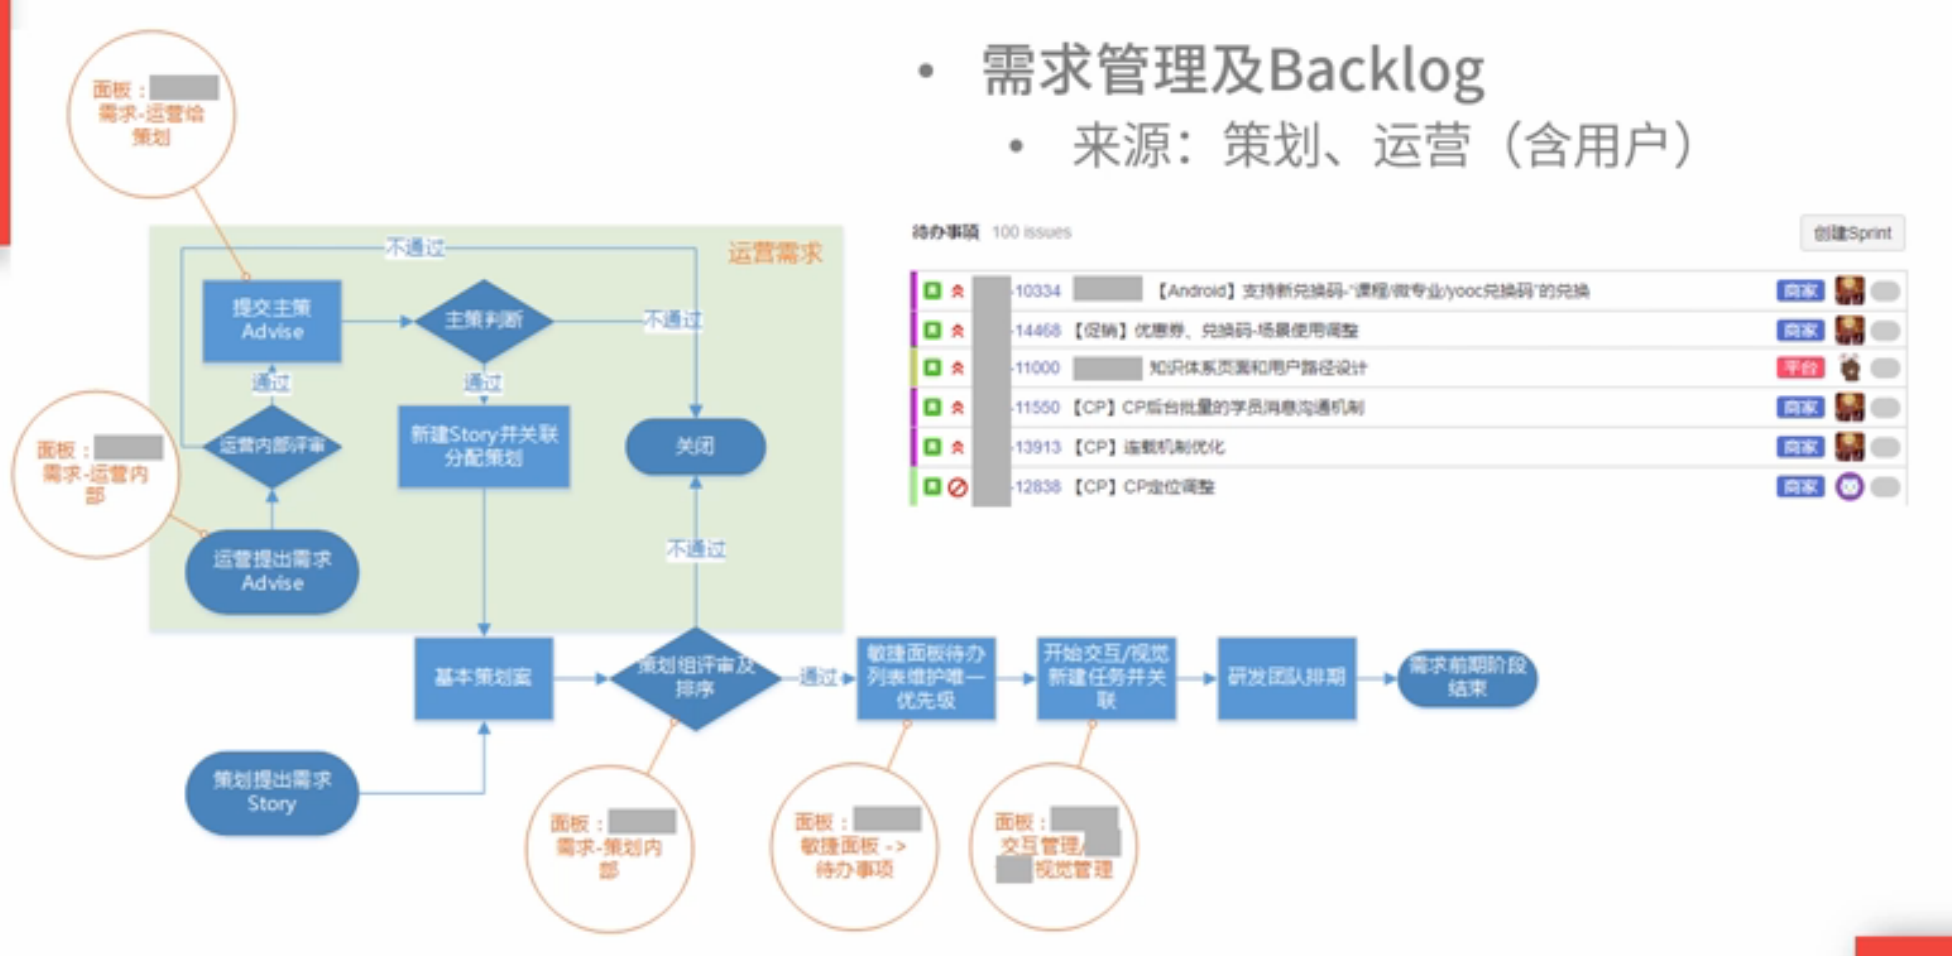 需求管理及Backlog
来源：策划、运营（含用户）
面板：
需求-运营给
策划
运营需求
不通过
提交主策
Advise
主策判断
不通过
通过
通过
运营内部评审
新建Story并关联
分配策划
关闭
面板：
需求-运营内
部
运营提出需求
Advise
不通过
基本策划案
策划组评审及
排序
通过
敏捷面板待办
列表维护唯一
优先级
开始交互/视觉
新建任务并关
联
研发团队排期
需求前期阶段
结束
策划提出需求
Story
面板：
需求-策划内
部
面板：
敏捷面板 ->
待办事项
面板：
交互管理/
视觉管理
待办事项 100 issues
创建Sprint
-10334 【Android】支持新兑换码-"课程/微专业/yooc兑换码"的兑换 商家
-14468 【促销】优惠券、兑换码-场景使用调整 商家
-11000 知识体系页面和用户路径设计 平台
-11550 【CP】CP后台批量的学员消息沟通机制 商家
-13913 【CP】连载机制优化 商家
-12838 【CP】CP定位调整 商家